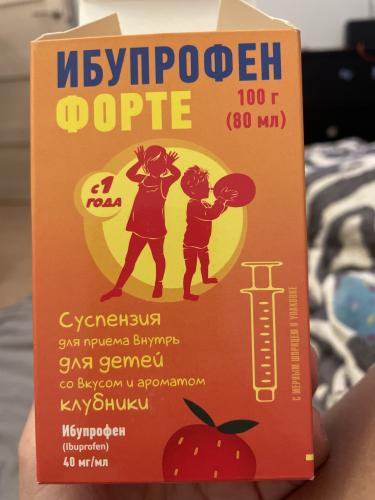 ИБУПРОФЕН
ФОРТЕ
100 г
(80 мл)
с 1
года
Суспензия
для приема внутрь
для детей
со вкусом и ароматом
клубники
Ибупрофен
(Ibuprofen)
40 мг/мл
С МЕРНЫМ ШПРИЦЕМ В УПАКОВКЕ